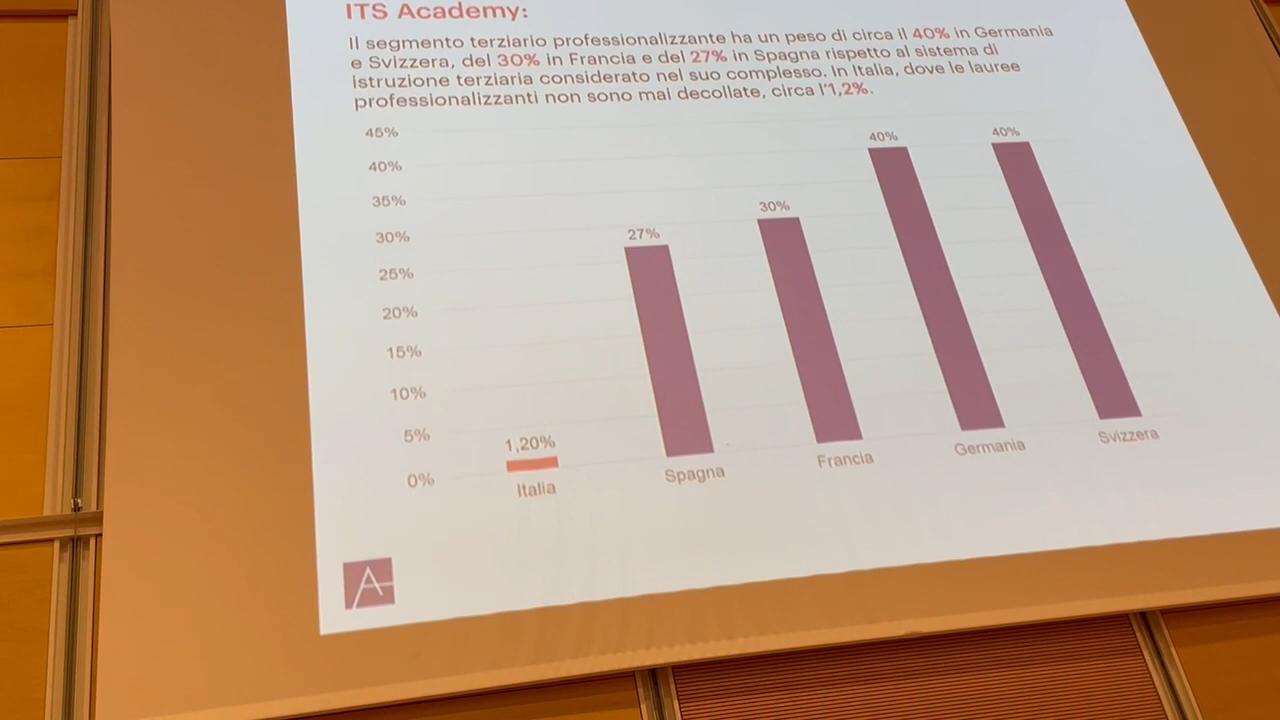 ITS Academy:
Il segmento terziario professionalizzante ha un peso di circa il 40% in Germania
e Svizzera, del 30% in Francia e del 27% in Spagna rispetto al sistema di
istruzione terziaria considerato nel suo complesso. In Italia, dove le lauree
professionalizzanti non sono mai decollate, circa l'1,2%.
45%
40%
35%
30%
25%
20%
15%
10%
5%
0%
1,20%
27%
30%
40%
40%
Italia
Spagna
Francia
Germania
Svizzera
A